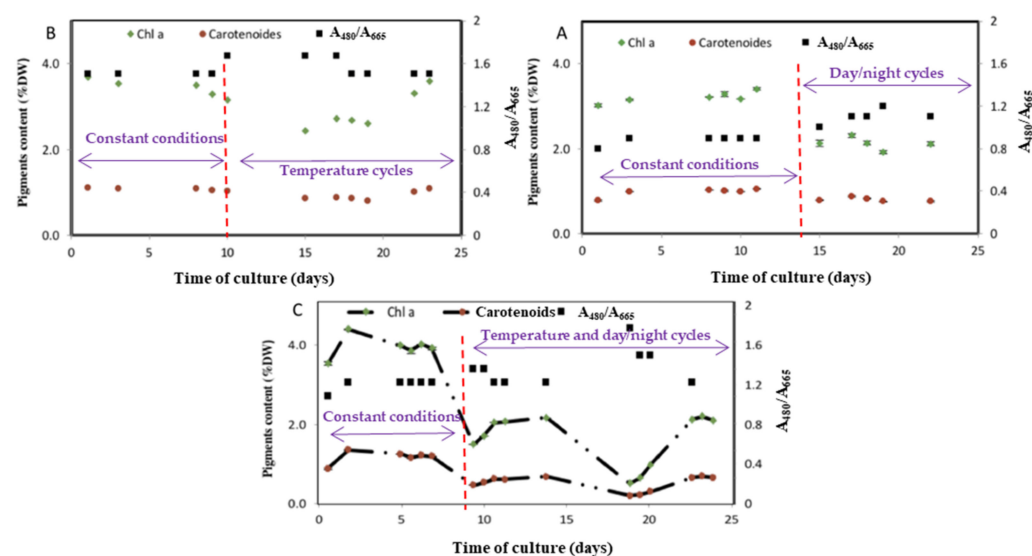 B
Chl a Carotenoides A480/A665
Pigments content (%DW)
4.0
2.0
0.0
2
1.6
1.2
0.8
0.4
0
A480/A665
Constant conditions
Temperature cycles
0 5 10 15 20 25
Time of culture (days)
A
Chl a Carotenoides A480/A665
Pigments content (%DW)
4.0
2.0
0.0
2
1.6
1.2
0.8
0.4
0
A480/A665
Day/night cycles
Constant conditions
0 5 10 15 20 25
Time of culture (days)
C
Chl a Carotenoids A480/A665
Pigments content (%DW)
4.0
2.0
0.0
2
1.6
1.2
0.8
0.4
0
A480/A665
Temperature and day/night cycles
Constant conditions
0 5 10 15 20 25
Time of culture (days)